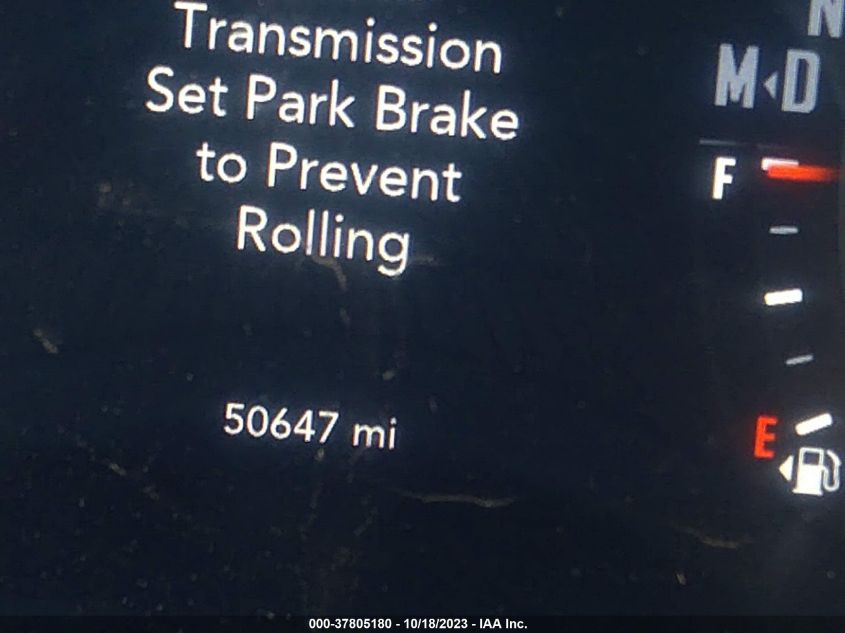 Transmission
Set Park Brake
to Prevent
Rolling
50647 mi
N
M◂D
F
E
000-37805180 - 10/18/2023 - IAA Inc.